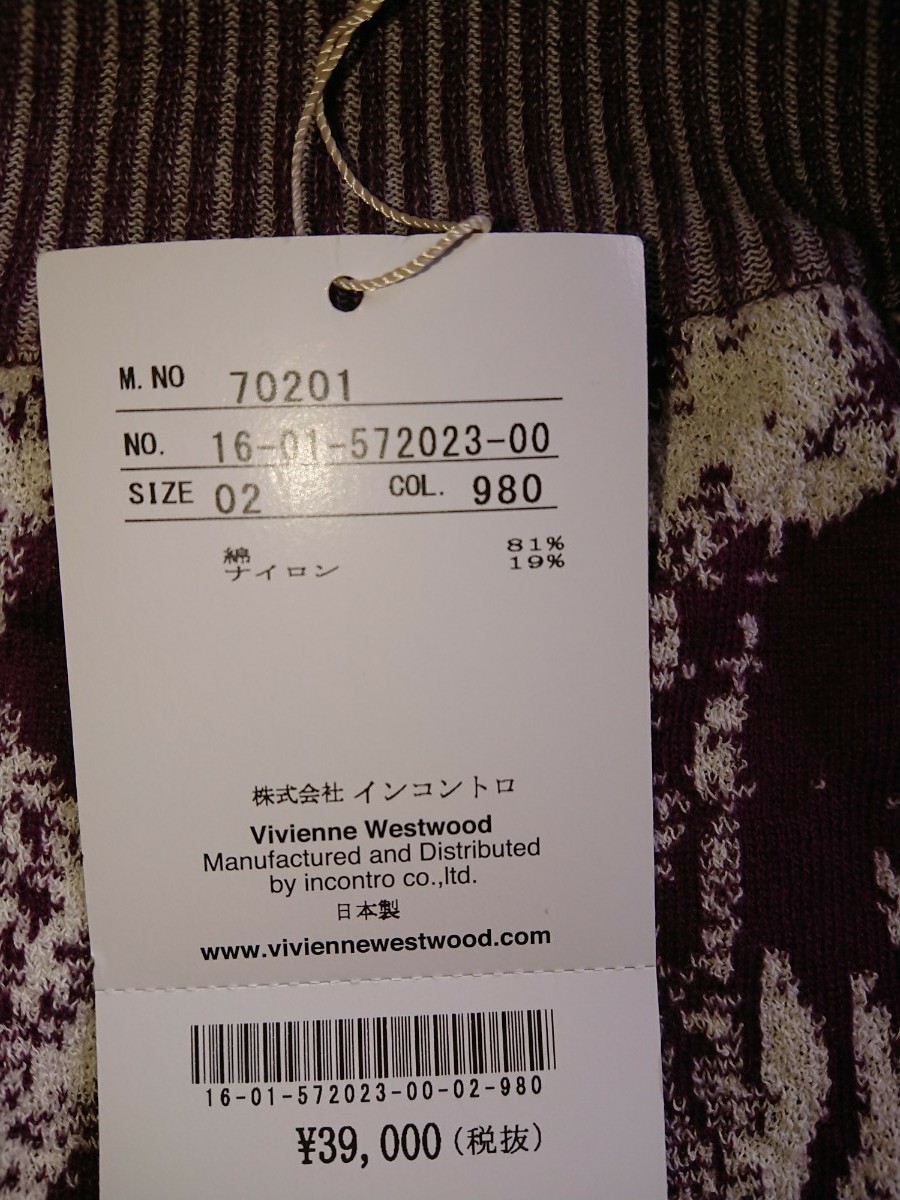 M. NO 70201
NO. 16-01-572023-00
SIZE 02 COL. 980
綿 81%
ナイロン 19%
株式会社 インコントロ
Vivienne Westwood
Manufactured and Distributed
by incontro co.,ltd.
日本製
www.viviennewestwood.com
16-01-572023-00-02-980
¥39,000 (税抜)